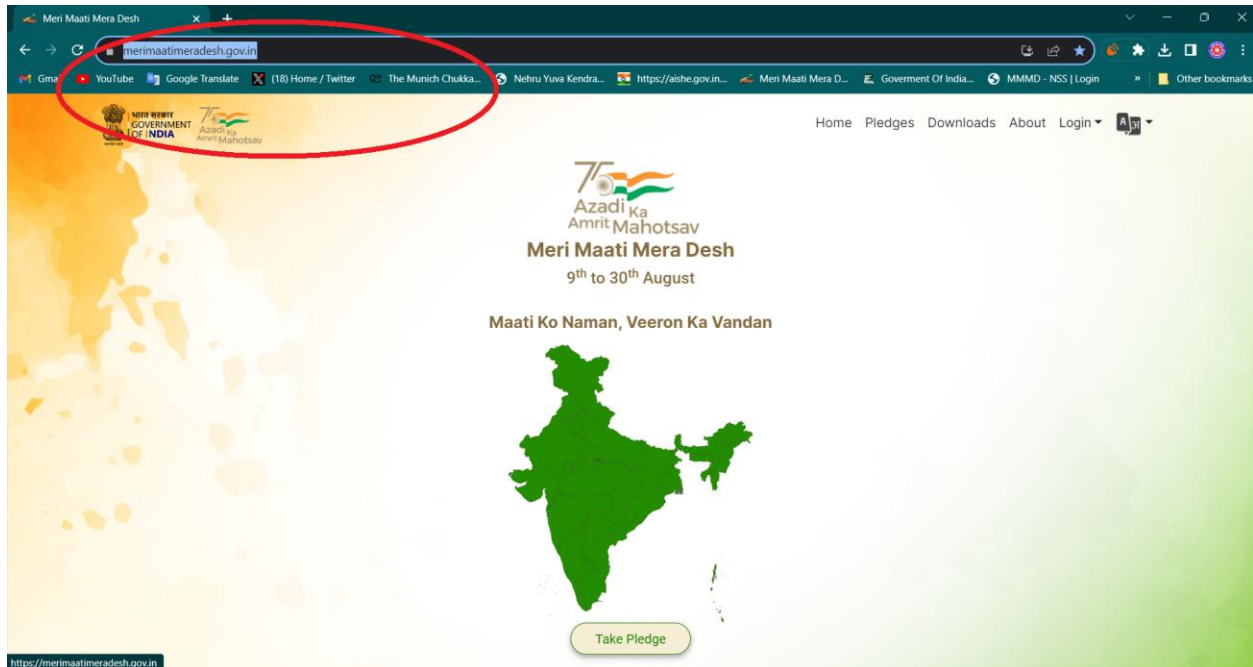 Meri Maati Mera Desh
merimaatimeradesh.gov.in
Gmail YouTube Google Translate (18) Home / Twitter The Munich Chukka... Nehru Yuva Kendra... https://aishe.gov.in... Meri Maati Mera D... Goverment Of India... MMMD - NSS | Login » Other bookmarks
भारत सरकार
GOVERNMENT
OF INDIA
75
Azadi Ka
Amrit Mahotsav
Home Pledges Downloads About Login A अ
75
Azadi Ka
Amrit Mahotsav
Meri Maati Mera Desh
9th to 30th August
Maati Ko Naman, Veeron Ka Vandan
Take Pledge
https://merimaatimeradesh.gov.in